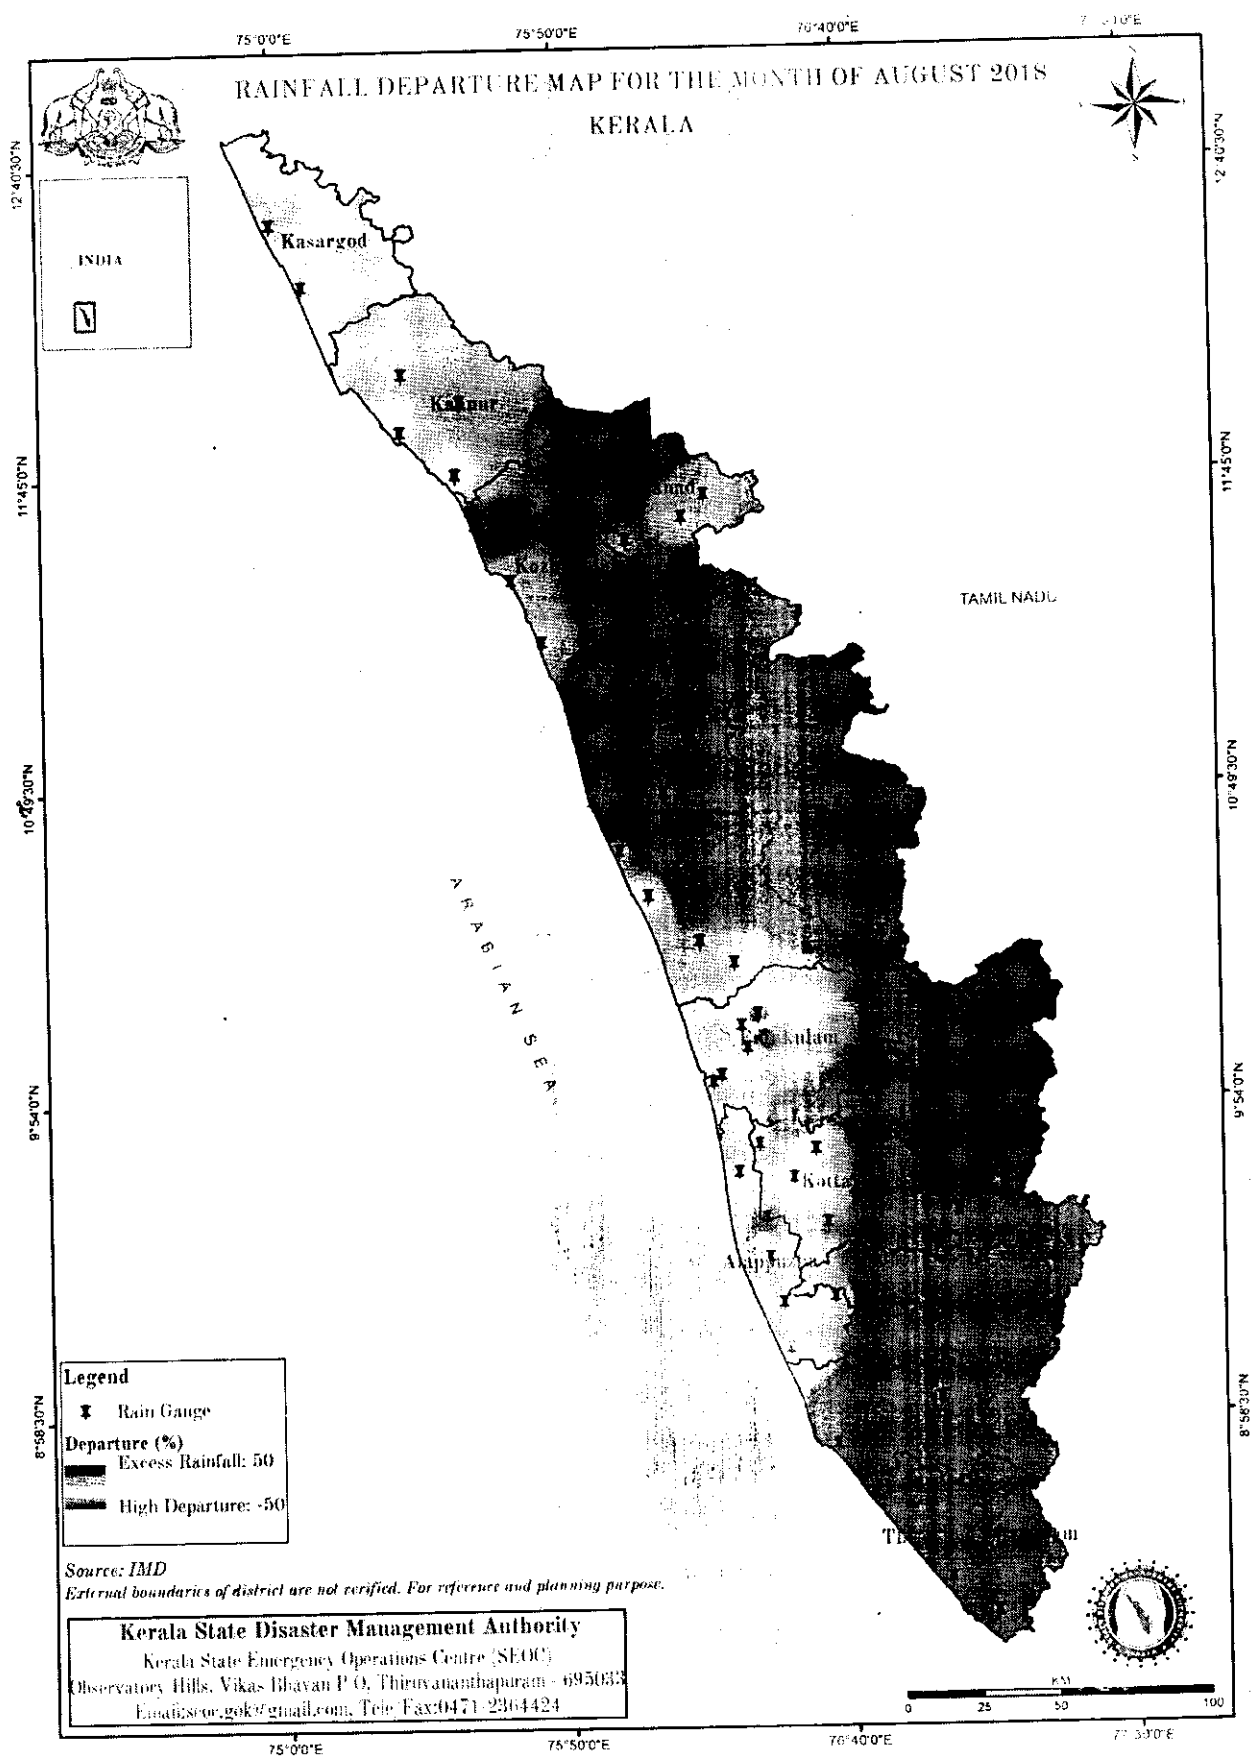 75°0'0"E
75°50'0"E
76°40'0"E
RAINFALL DEPARTURE MAP FOR THE MONTH OF AUGUST 2018
KERALA
12°40'30"N
12°40'30"N
INDIA
Kasargod
Kannur
11°45'0"N
11°45'0"N
TAMIL NADU
10°49'30"N
10°49'30"N
ARABIAN SEA
9°54'0"N
9°54'0"N
Alappuzha
8°58'30"N
8°58'30"N
Legend
Rain Gauge
Departure (%)
Excess Rainfall: 50
High Departure: -50
Source: IMD
External boundaries of district are not verified. For reference and planning purpose.
Kerala State Disaster Management Authority
Kerala State Emergency Operations Centre (SEOC)
Observatory Hills, Vikas Bhavan P O, Thiruvananthapuram - 695033
Email:seoc.gok@gmail.com, Tele/Fax:0471-2364424
KM
0 25 50 100
75°0'0"E
75°50'0"E
76°40'0"E